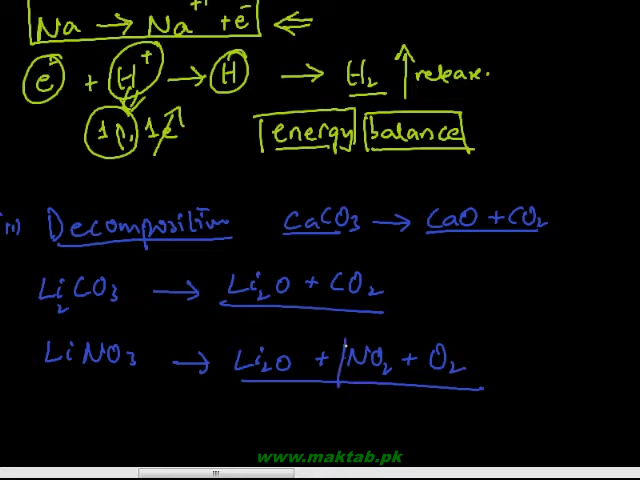 Na → Na⁺¹ + e⁻
e⁻ + H⁺ → H → H₂ ↑ release.
1p, 1e⁻ energy balance
iii) Decomposition CaCO₃ → CaO + CO₂
Li₂CO₃ → Li₂O + CO₂
LiNO₃ → Li₂O + NO₂ + O₂
www.maktab.pk